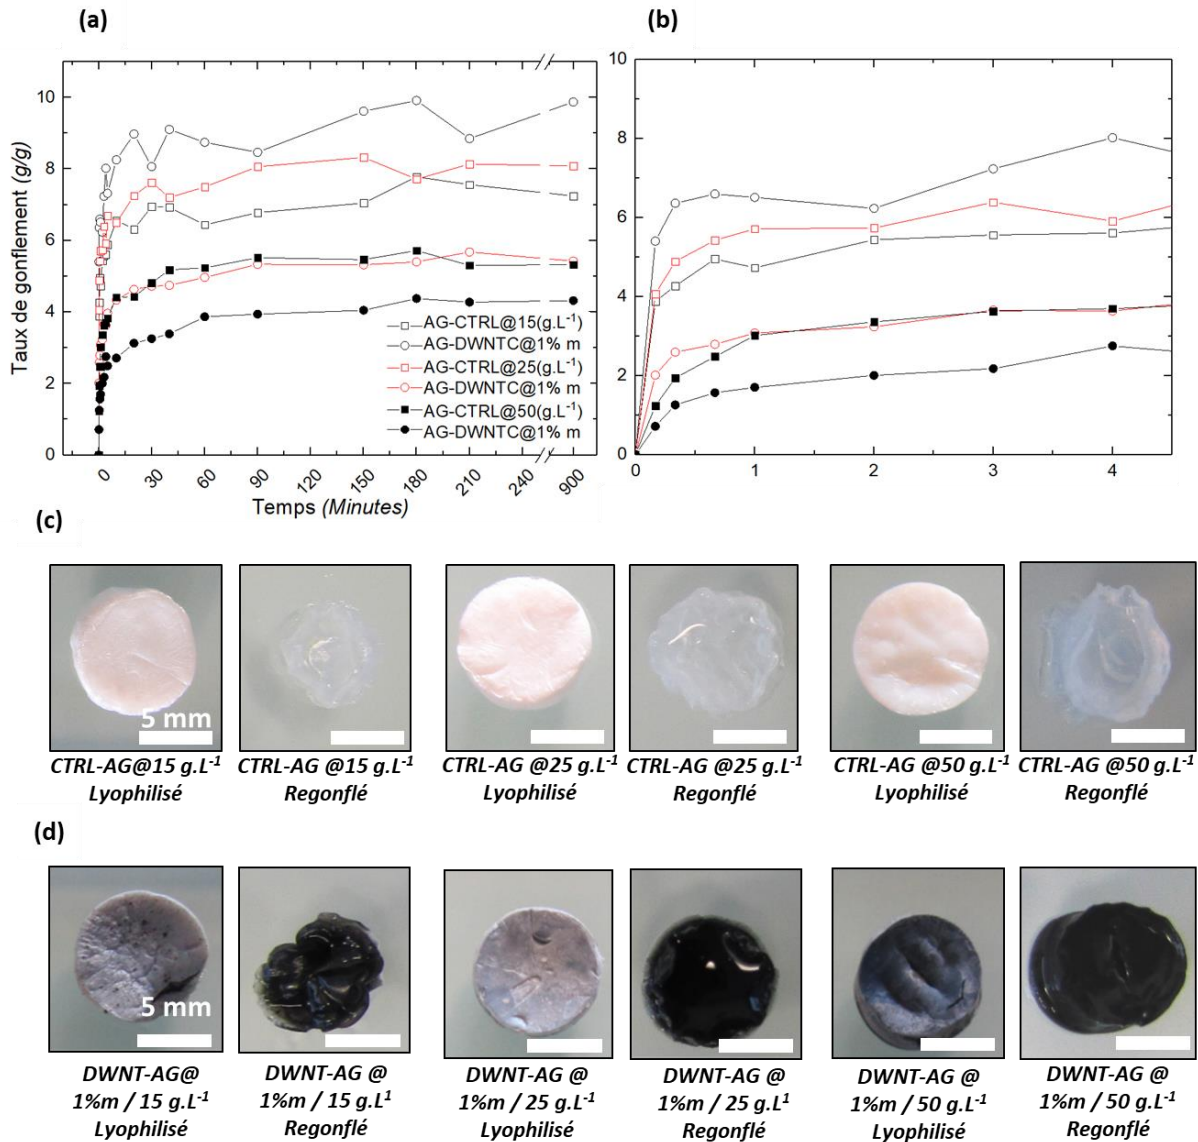 (a)
(b)
Taux de gonflement (g/g)
10
8
6
4
2
0
AG-CTRL@15(g.L⁻¹)
AG-DWNTC@1% m
AG-CTRL@25(g.L⁻¹)
AG-DWNTC@1% m
AG-CTRL@50(g.L⁻¹)
AG-DWNTC@1% m
0 30 60 90 120 150 180 210 240 900
Temps (Minutes)
10
8
6
4
2
0
0 1 2 3 4
(c)
5 mm
CTRL-AG@15 g.L⁻¹
Lyophilisé
CTRL-AG @15 g.L⁻¹
Regonflé
CTRL-AG @25 g.L⁻¹
Lyophilisé
CTRL-AG @25 g.L⁻¹
Regonflé
CTRL-AG @50 g.L⁻¹
Lyophilisé
CTRL-AG @50 g.L⁻¹
Regonflé
(d)
5 mm
DWNT-AG@
1%m / 15 g.L⁻¹
Lyophilisé
DWNT-AG @
1%m / 15 g.L¹
Regonflé
DWNT-AG @
1%m / 25 g.L⁻¹
Lyophilisé
DWNT-AG @
1%m / 25 g.L¹
Regonflé
DWNT-AG @
1%m / 50 g.L⁻¹
Lyophilisé
DWNT-AG @
1%m / 50 g.L¹
Regonflé